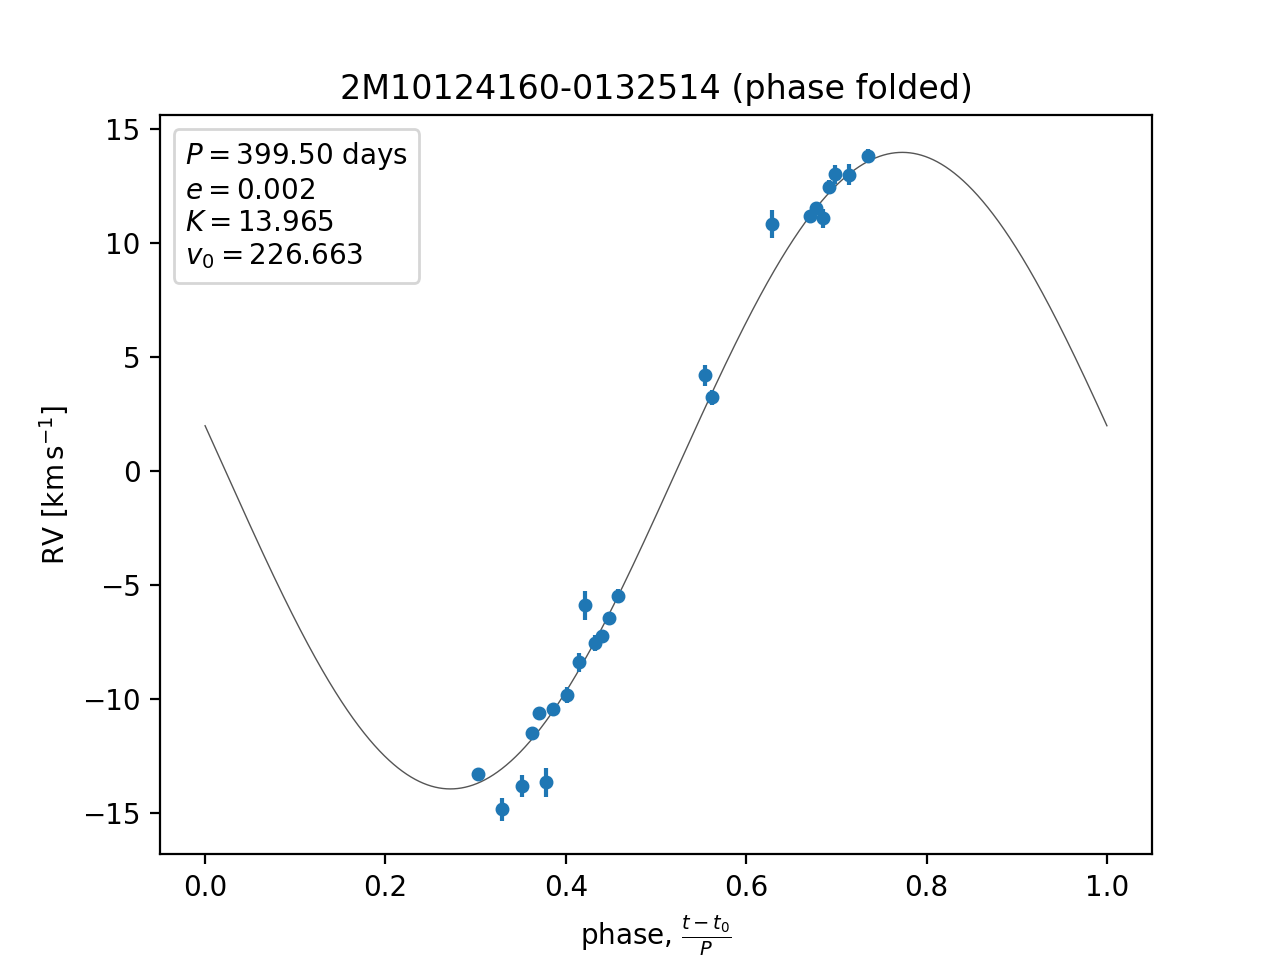 2M10124160-0132514 (phase folded)
P = 399.50 days
e = 0.002
K = 13.965
v₀ = 226.663
15
10
5
0
−5
−10
−15
RV [km s⁻¹]
0.0 0.2 0.4 0.6 0.8 1.0
phase, (t − t₀)/P